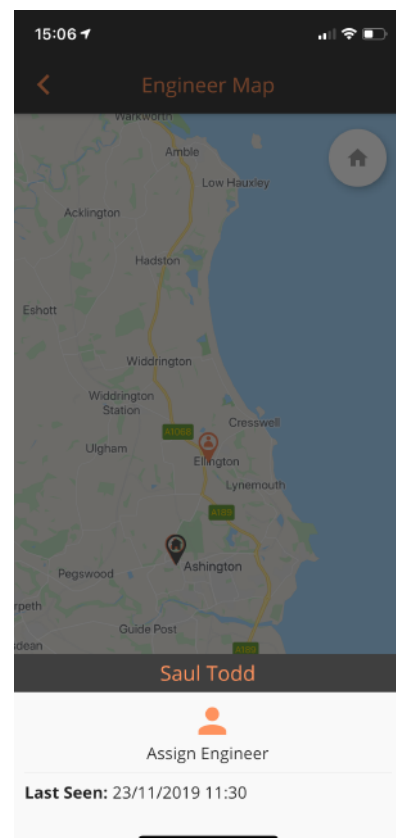 15:06
Engineer Map
Warkworth
Amble
Low Hauxley
Acklington
Hadston
Eshott
Widdrington
Widdrington
Station
Cresswell
A1068
Ulgham
Ellington
Lynemouth
A189
Ashington
Pegswood
rpeth
Guide Post
dean
A189
Saul Todd
Assign Engineer
Last Seen: 23/11/2019 11:30